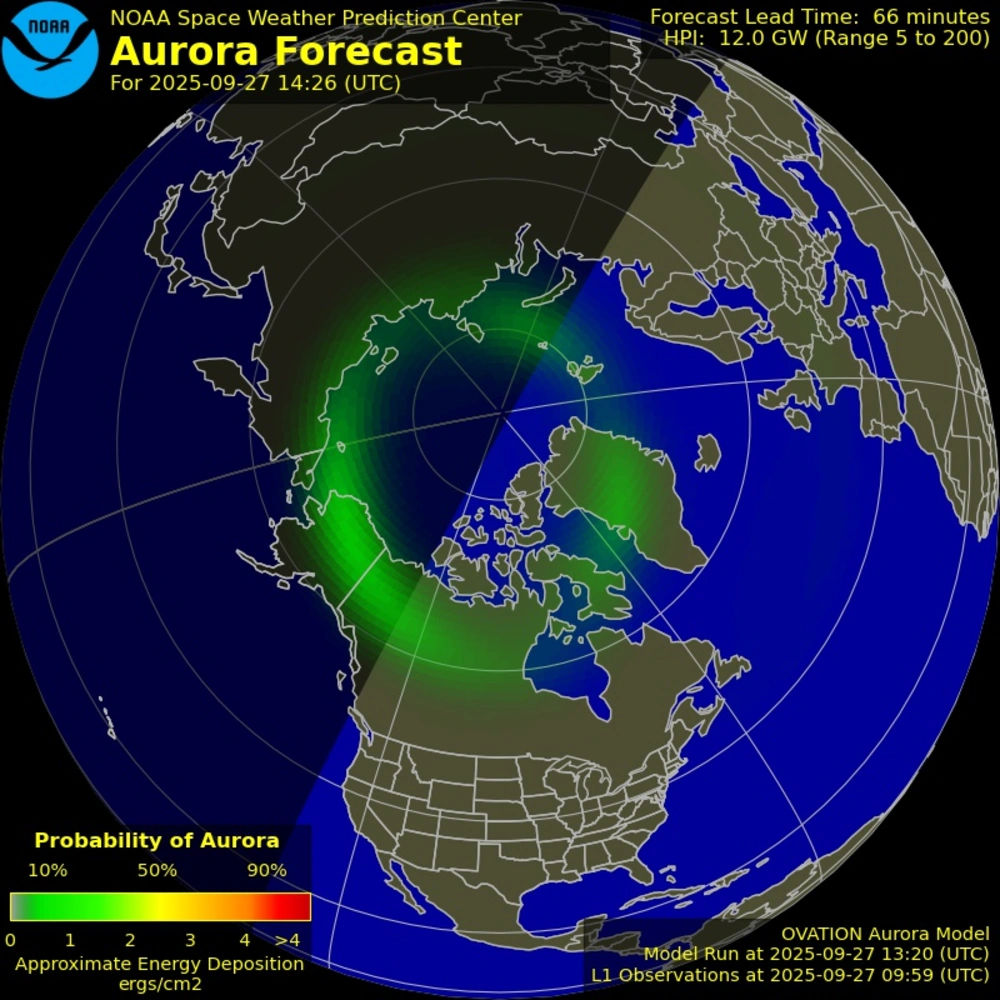 NOAA
NOAA Space Weather Prediction Center
Aurora Forecast
For 2025-09-27 14:26 (UTC)
Forecast Lead Time: 66 minutes
HPI: 12.0 GW (Range 5 to 200)
Probability of Aurora
10% 50% 90%
0 1 2 3 4 >4
Approximate Energy Deposition
ergs/cm2
OVATION Aurora Model
Model Run at 2025-09-27 13:20 (UTC)
L1 Observations at 2025-09-27 09:59 (UTC)